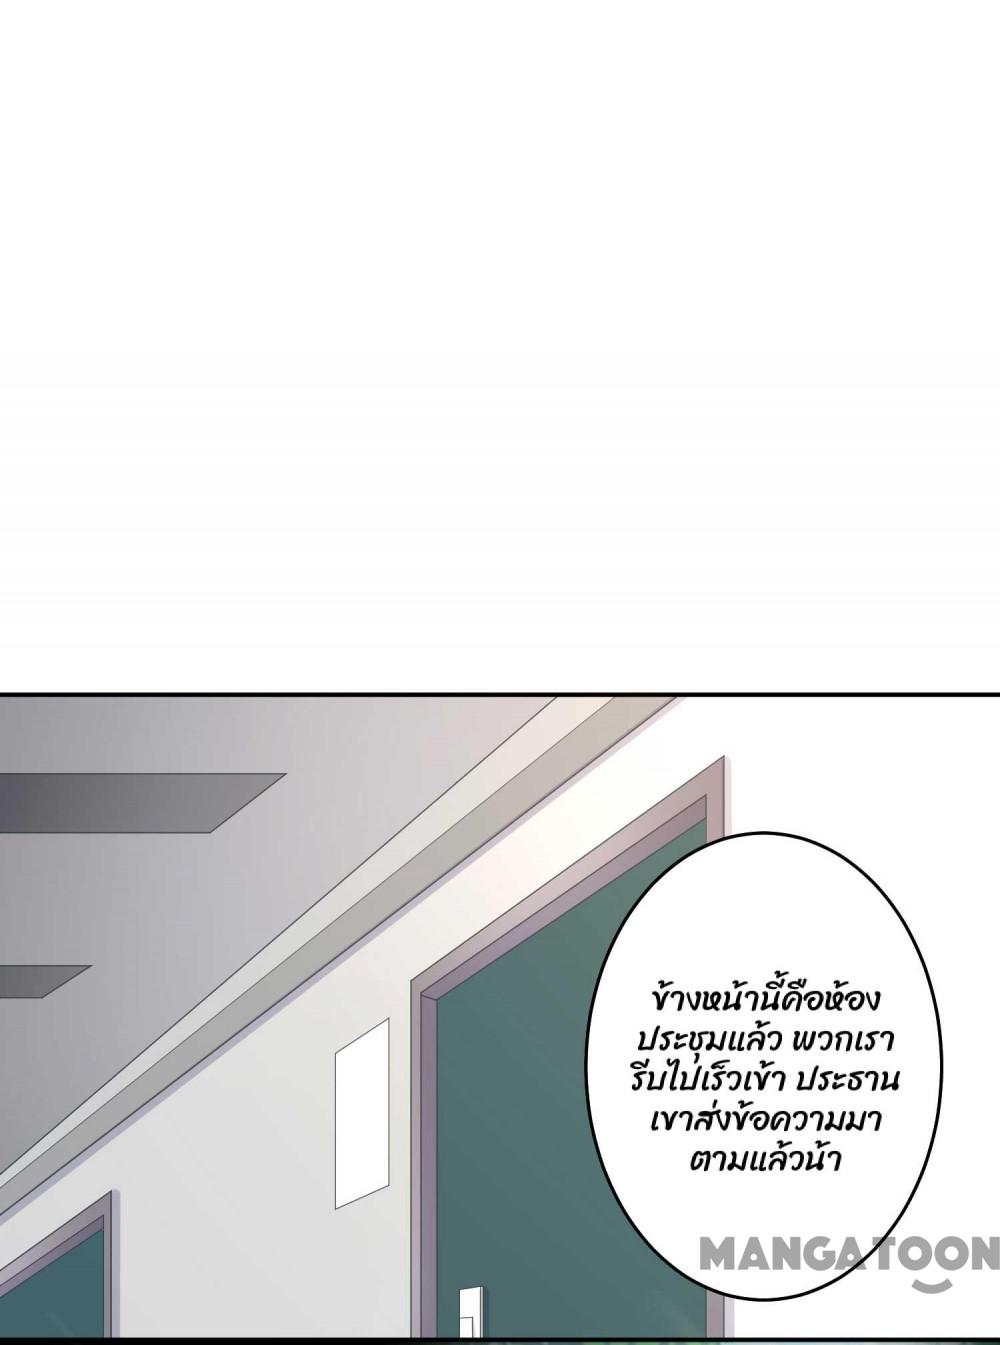 ข้างหน้านี้คือห้อง
ประชุมแล้ว พวกเรา
รีบไปเร็วเข้า ประธาน
เขาส่งข้อความมา
ตามแล้วน้า
MANGATOON